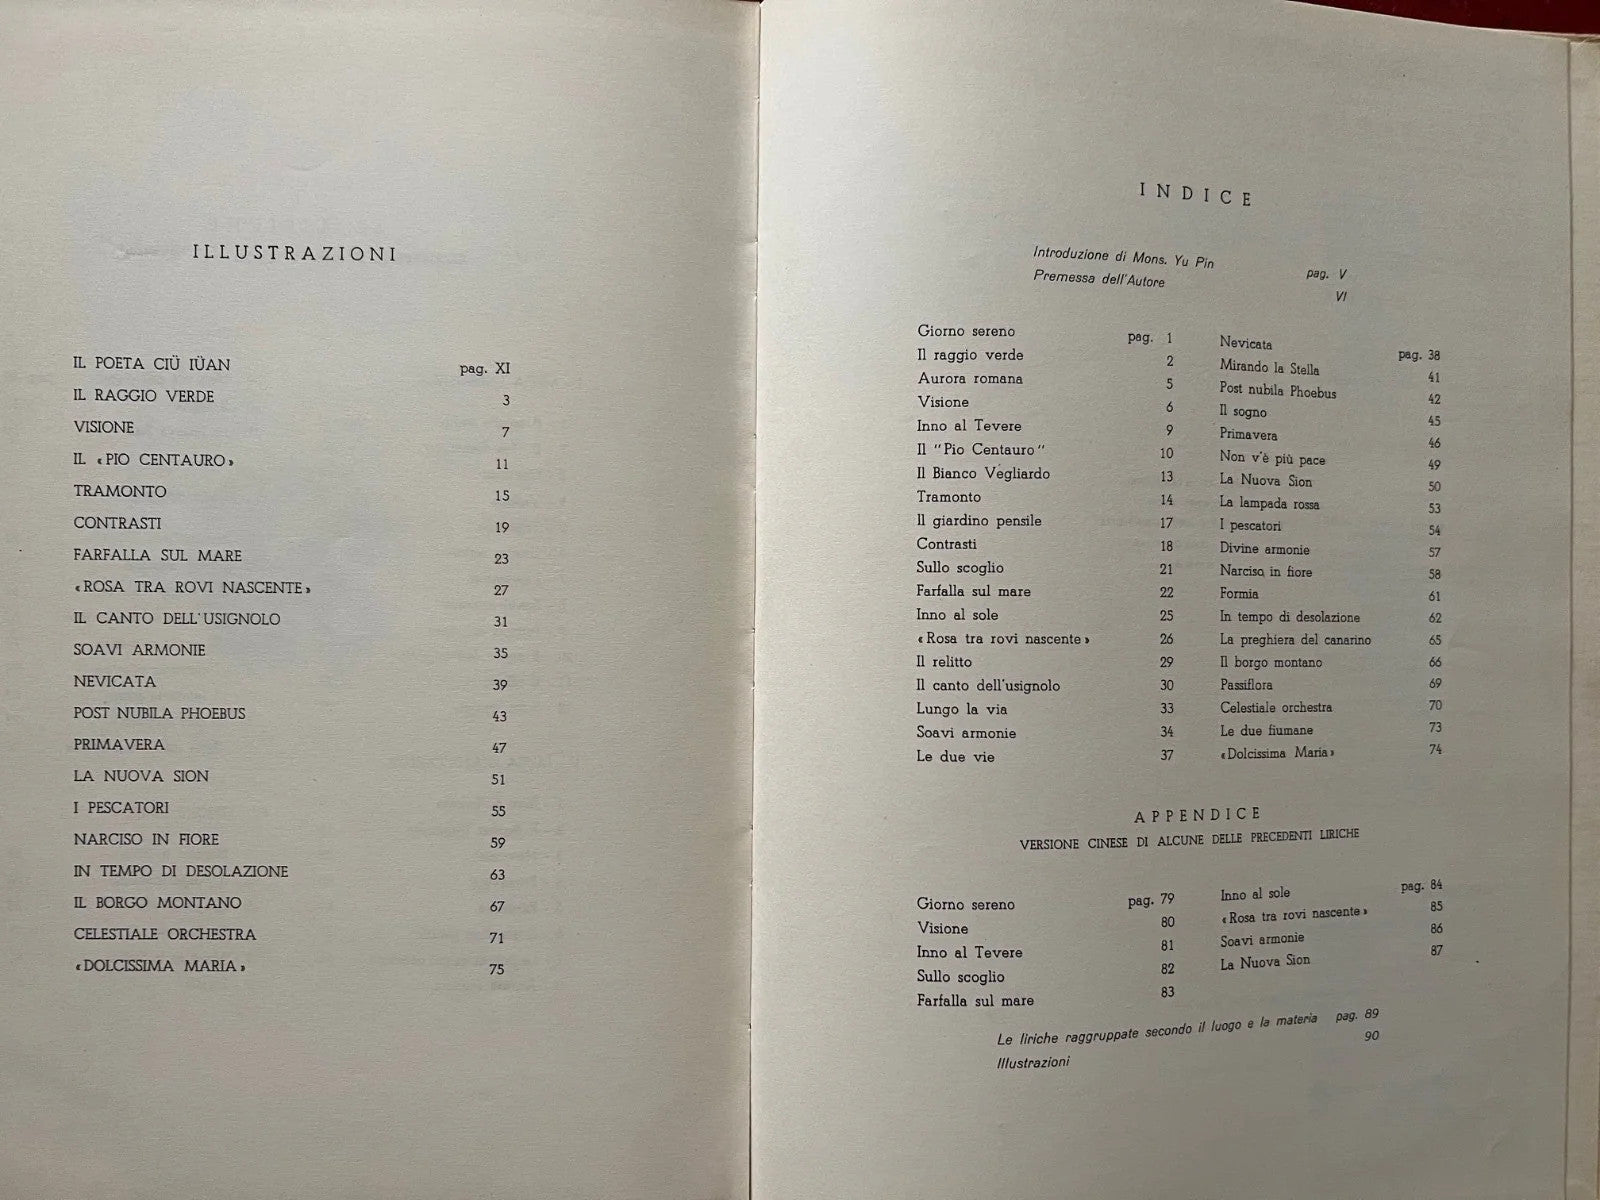 ILLUSTRAZIONI
IL POETA CIÜ IÜAN pag. XI
IL RAGGIO VERDE 3
VISIONE 7
IL «PIO CENTAURO» 11
TRAMONTO 15
CONTRASTI 19
FARFALLA SUL MARE 23
«ROSA TRA ROVI NASCENTE» 27
IL CANTO DELL'USIGNOLO 31
SOAVI ARMONIE 35
NEVICATA 39
POST NUBILA PHOEBUS 43
PRIMAVERA 47
LA NUOVA SION 51
I PESCATORI 55
NARCISO IN FIORE 59
IN TEMPO DI DESOLAZIONE 63
IL BORGO MONTANO 67
CELESTIALE ORCHESTRA 71
«DOLCISSIMA MARIA» 75
INDICE
Introduzione di Mons. Yu Pin pag. V
Premessa dell'Autore VI
Giorno sereno pag. 1
Il raggio verde 2
Aurora romana 5
Visione 6
Inno al Tevere 9
Il "Pio Centauro" 10
Il Bianco Vegliardo 13
Tramonto 14
Il giardino pensile 17
Contrasti 18
Sullo scoglio 21
Farfalla sul mare 22
Inno al sole 25
«Rosa tra rovi nascente» 26
Il relitto 29
Il canto dell'usignolo 30
Lungo la via 33
Soavi armonie 34
Le due vie 37
Nevicata pag. 38
Mirando la Stella 41
Post nubila Phoebus 42
Il sogno 45
Primavera 46
Non v'è più pace 49
La Nuova Sion 50
La lampada rossa 53
I pescatori 54
Divine armonie 57
Narciso in fiore 58
Formia 61
In tempo di desolazione 62
La preghiera del canarino 65
Il borgo montano 66
Passiflora 69
Celestiale orchestra 70
Le due fiumane 73
«Dolcissima Maria» 74
APPENDICE
VERSIONE CINESE DI ALCUNE DELLE PRECEDENTI LIRICHE
Giorno sereno pag. 79
Visione 80
Inno al Tevere 81
Sullo scoglio 82
Farfalla sul mare 83
Inno al sole pag. 84
«Rosa tra rovi nascente» 85
Soavi armonie 86
La Nuova Sion 87
Le liriche raggruppate secondo il luogo e la materia pag. 89
Illustrazioni 90